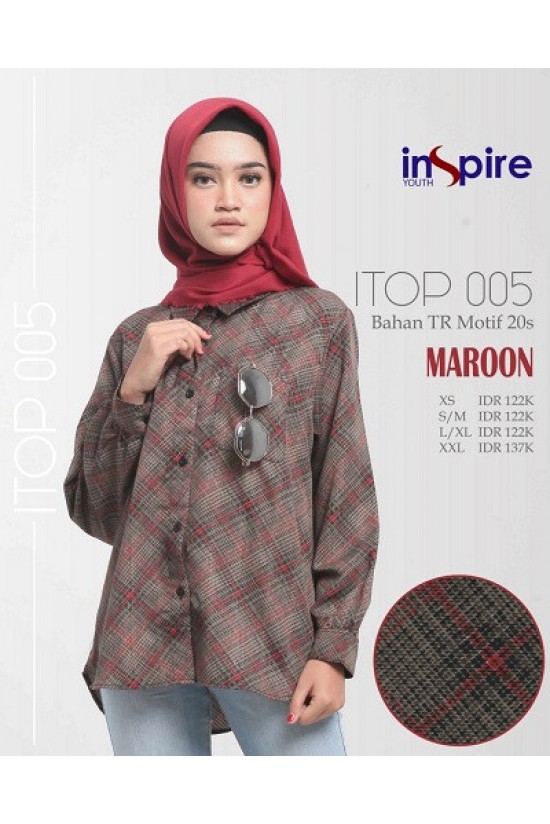 inSpire
YOUTH
ITOP 005
Bahan TR Motif 20s
MAROON
XS IDR 122K
S/M IDR 122K
L/XL IDR 122K
XXL IDR 137K
ITOP 005